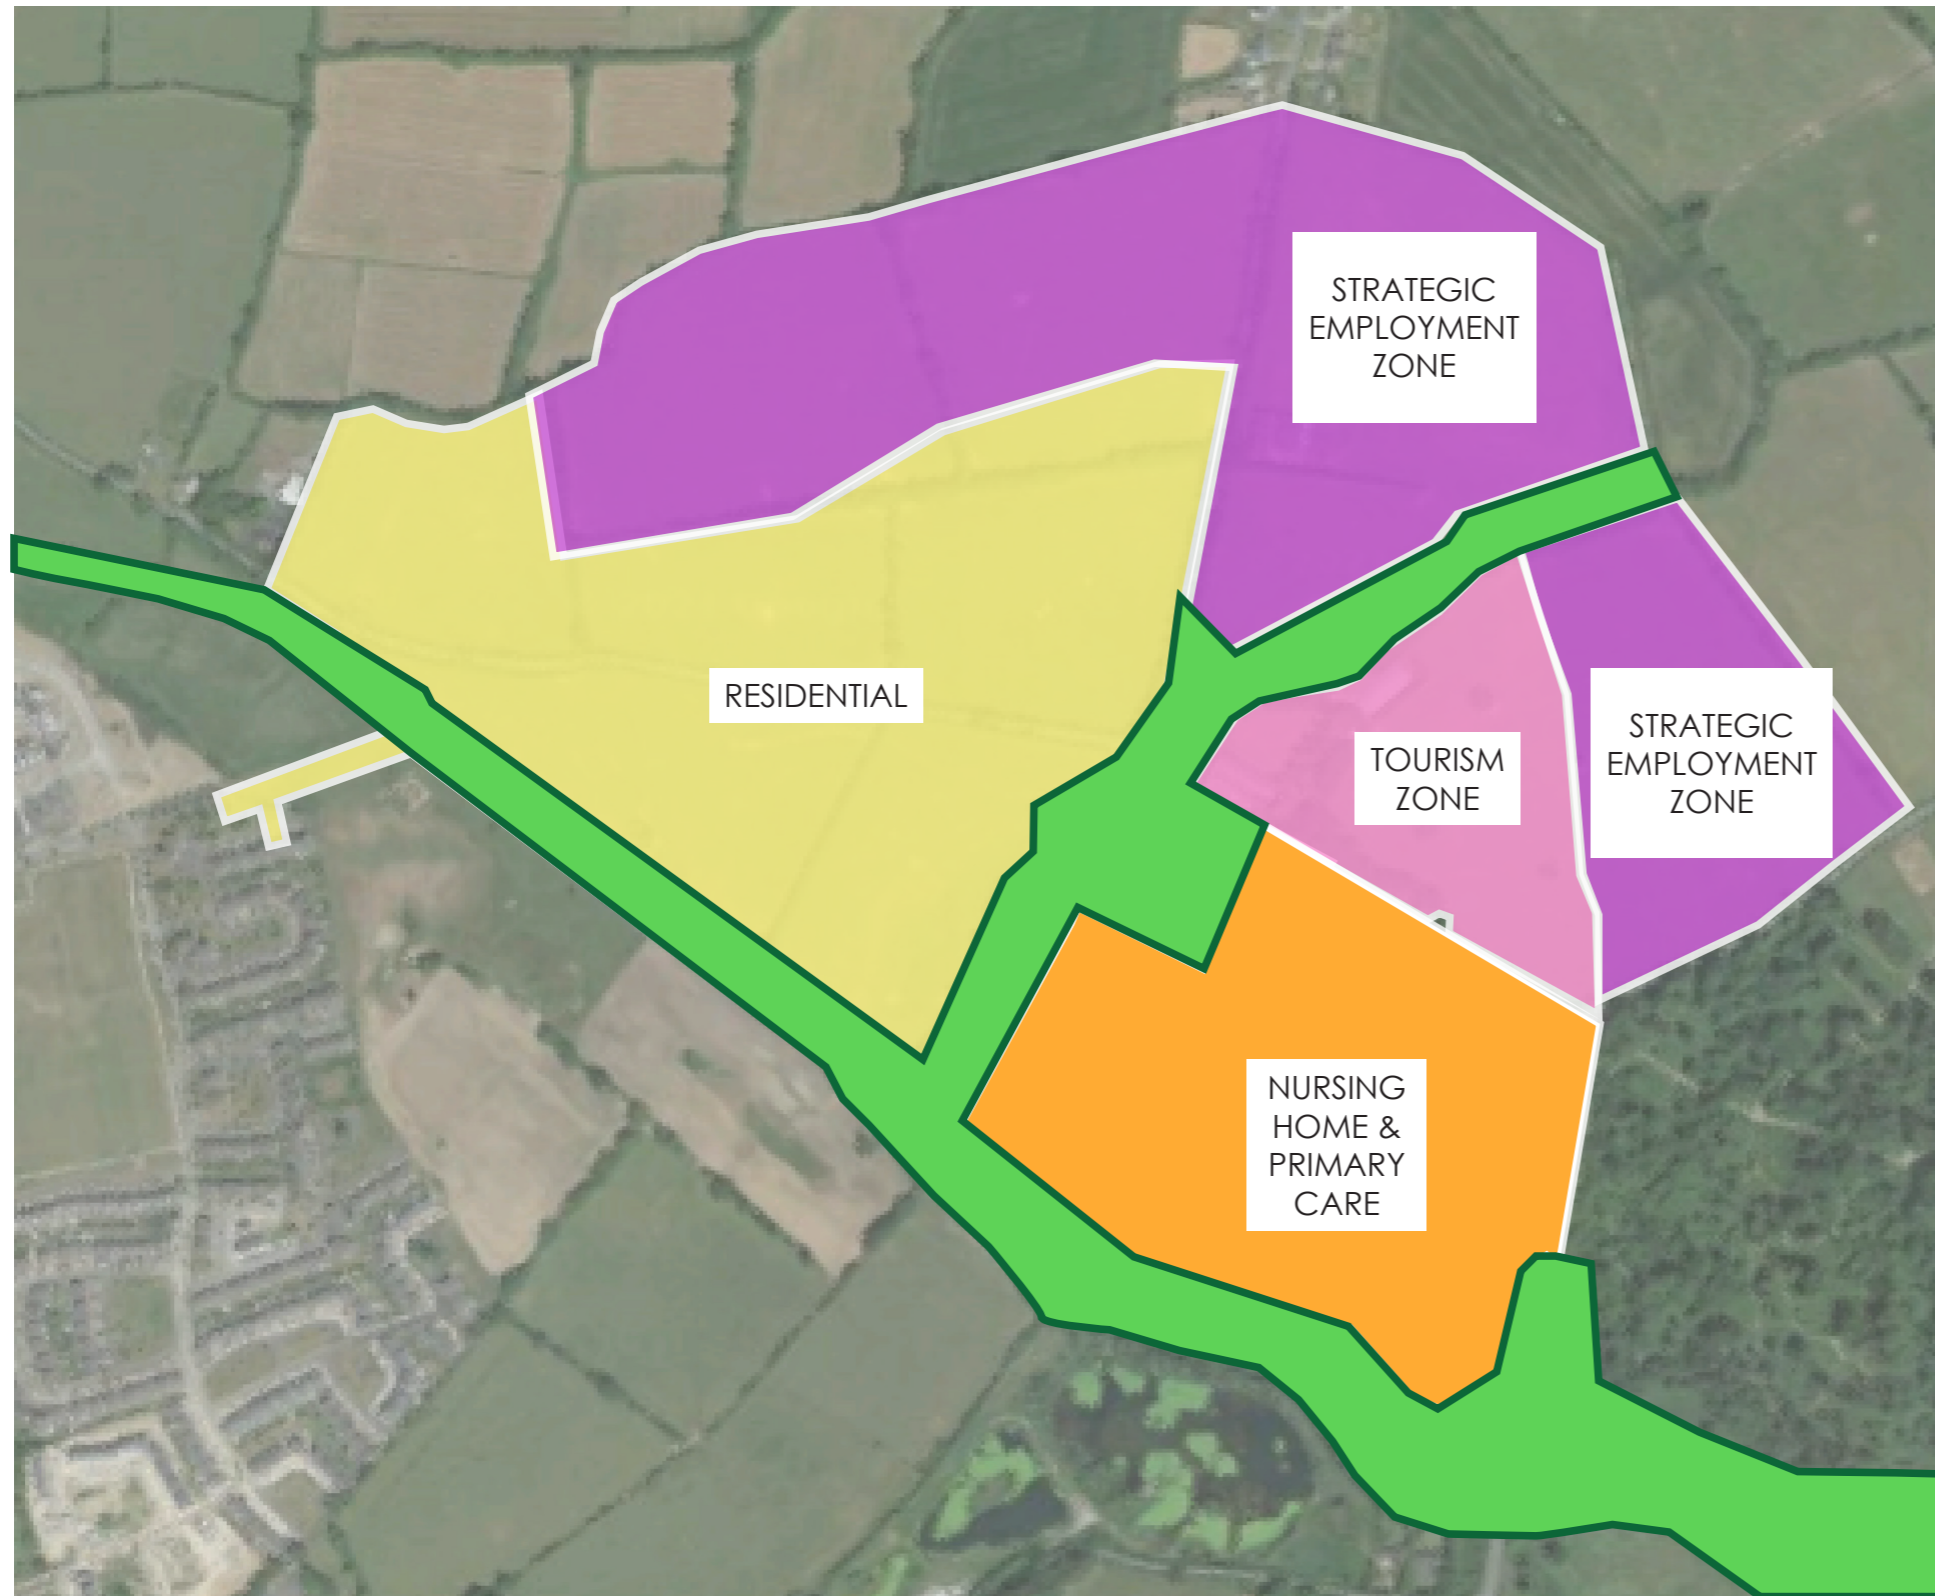 STRATEGIC
EMPLOYMENT
ZONE
RESIDENTIAL
STRATEGIC
EMPLOYMENT
ZONE
TOURISM
ZONE
NURSING
HOME &
PRIMARY
CARE